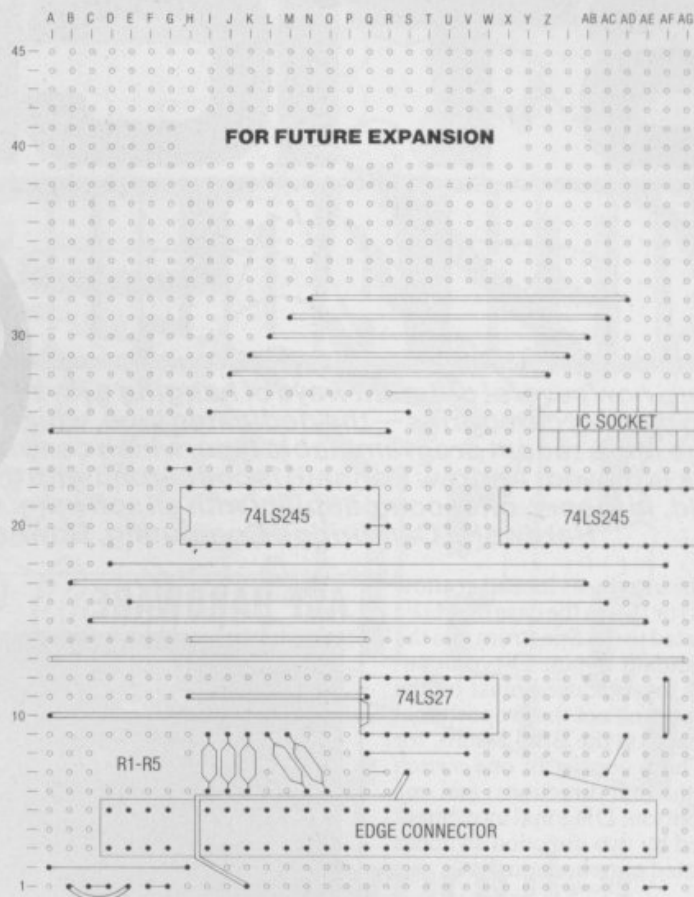 A B C D E F G H I J K L M N O P Q R S T U V W X Y Z AB AC AD AE AF AG
45
40
FOR FUTURE EXPANSION
30
IC SOCKET
74LS245 74LS245
20
74LS27
10
R1-R5
EDGE CONNECTOR
1